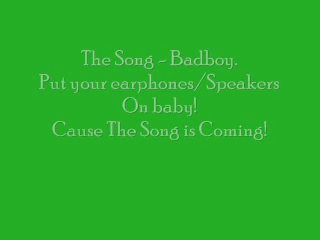 The Song - Badboy.
Put your earphones/Speakers
On baby!
Cause The Song is Coming!